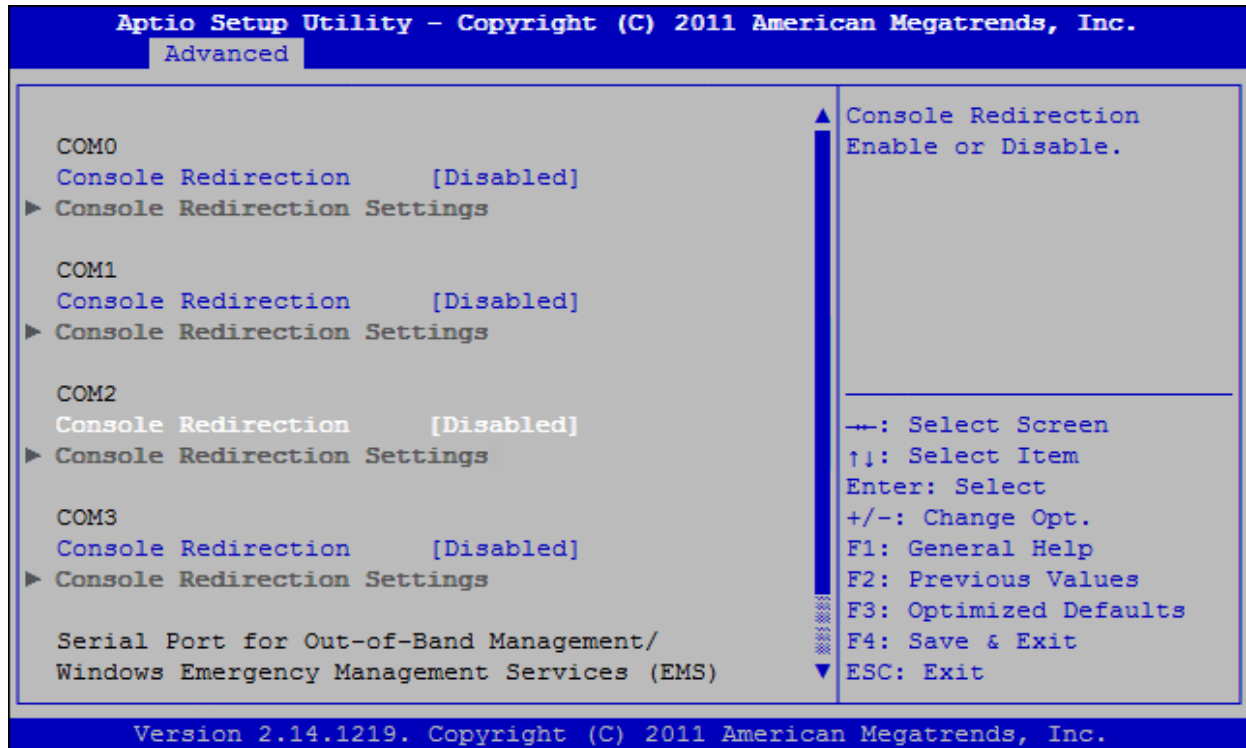 Aptio Setup Utility – Copyright (C) 2011 American Megatrends, Inc.
Advanced
COM0
Console Redirection [Disabled]
▶ Console Redirection Settings
COM1
Console Redirection [Disabled]
▶ Console Redirection Settings
COM2
Console Redirection [Disabled]
▶ Console Redirection Settings
COM3
Console Redirection [Disabled]
▶ Console Redirection Settings
Serial Port for Out-of-Band Management/
Windows Emergency Management Services (EMS)
Console Redirection
Enable or Disable.
→←: Select Screen
↑↓: Select Item
Enter: Select
+/-: Change Opt.
F1: General Help
F2: Previous Values
F3: Optimized Defaults
F4: Save & Exit
ESC: Exit
Version 2.14.1219. Copyright (C) 2011 American Megatrends, Inc.